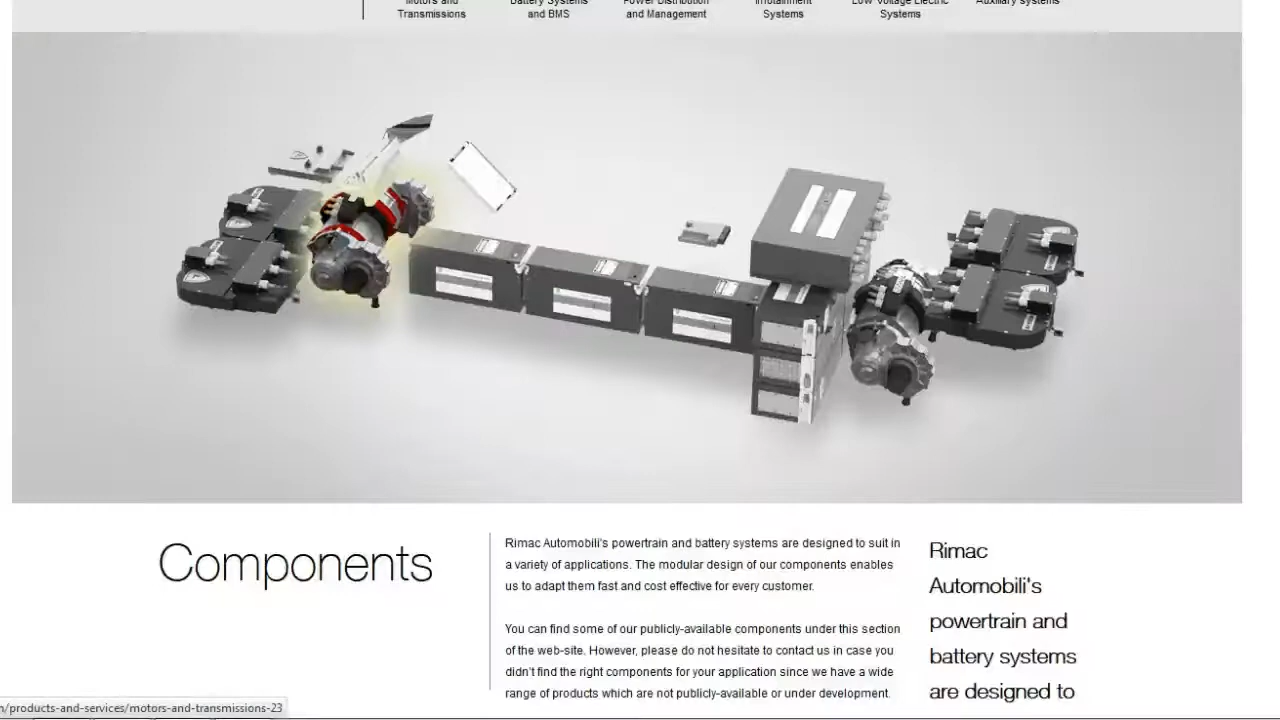 Motors and
Transmissions
Battery Systems
and BMS
Power Distribution
and Management
Infotainment
Systems
Low Voltage Electric
Systems
Auxiliary systems
Components
Rimac Automobili's powertrain and battery systems are designed to suit in
a variety of applications. The modular design of our components enables
us to adapt them fast and cost effective for every customer.
You can find some of our publicly-available components under this section
of the web-site. However, please do not hesitate to contact us in case you
didn't find the right components for your application since we have a wide
range of products which are not publicly-available or under development.
Rimac
Automobili's
powertrain and
battery systems
are designed to
n/products-and-services/motors-and-transmissions-23